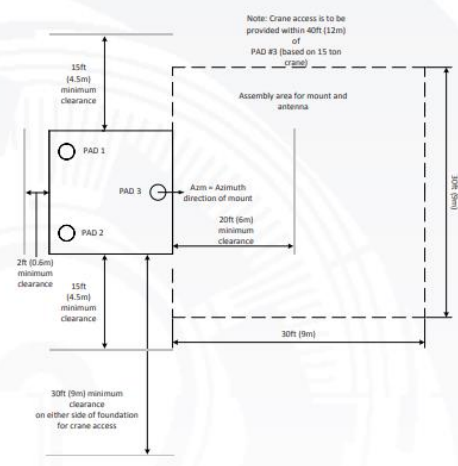 Note: Crane access is to be
provided within 40ft (12m)
of
PAD #3 (based on 15 ton
crane)
15ft
(4.5m)
minimum
clearance
Assembly area for mount and
antenna
PAD 1
PAD 3
Azm = Azimuth
direction of mount
30ft (9m)
PAD 2
20ft (6m)
minimum
clearance
2ft (0.6m)
minimum
clearance
15ft
(4.5m)
minimum
clearance
30ft (9m)
30ft (9m) minimum
clearance
on either side of foundation
for crane access